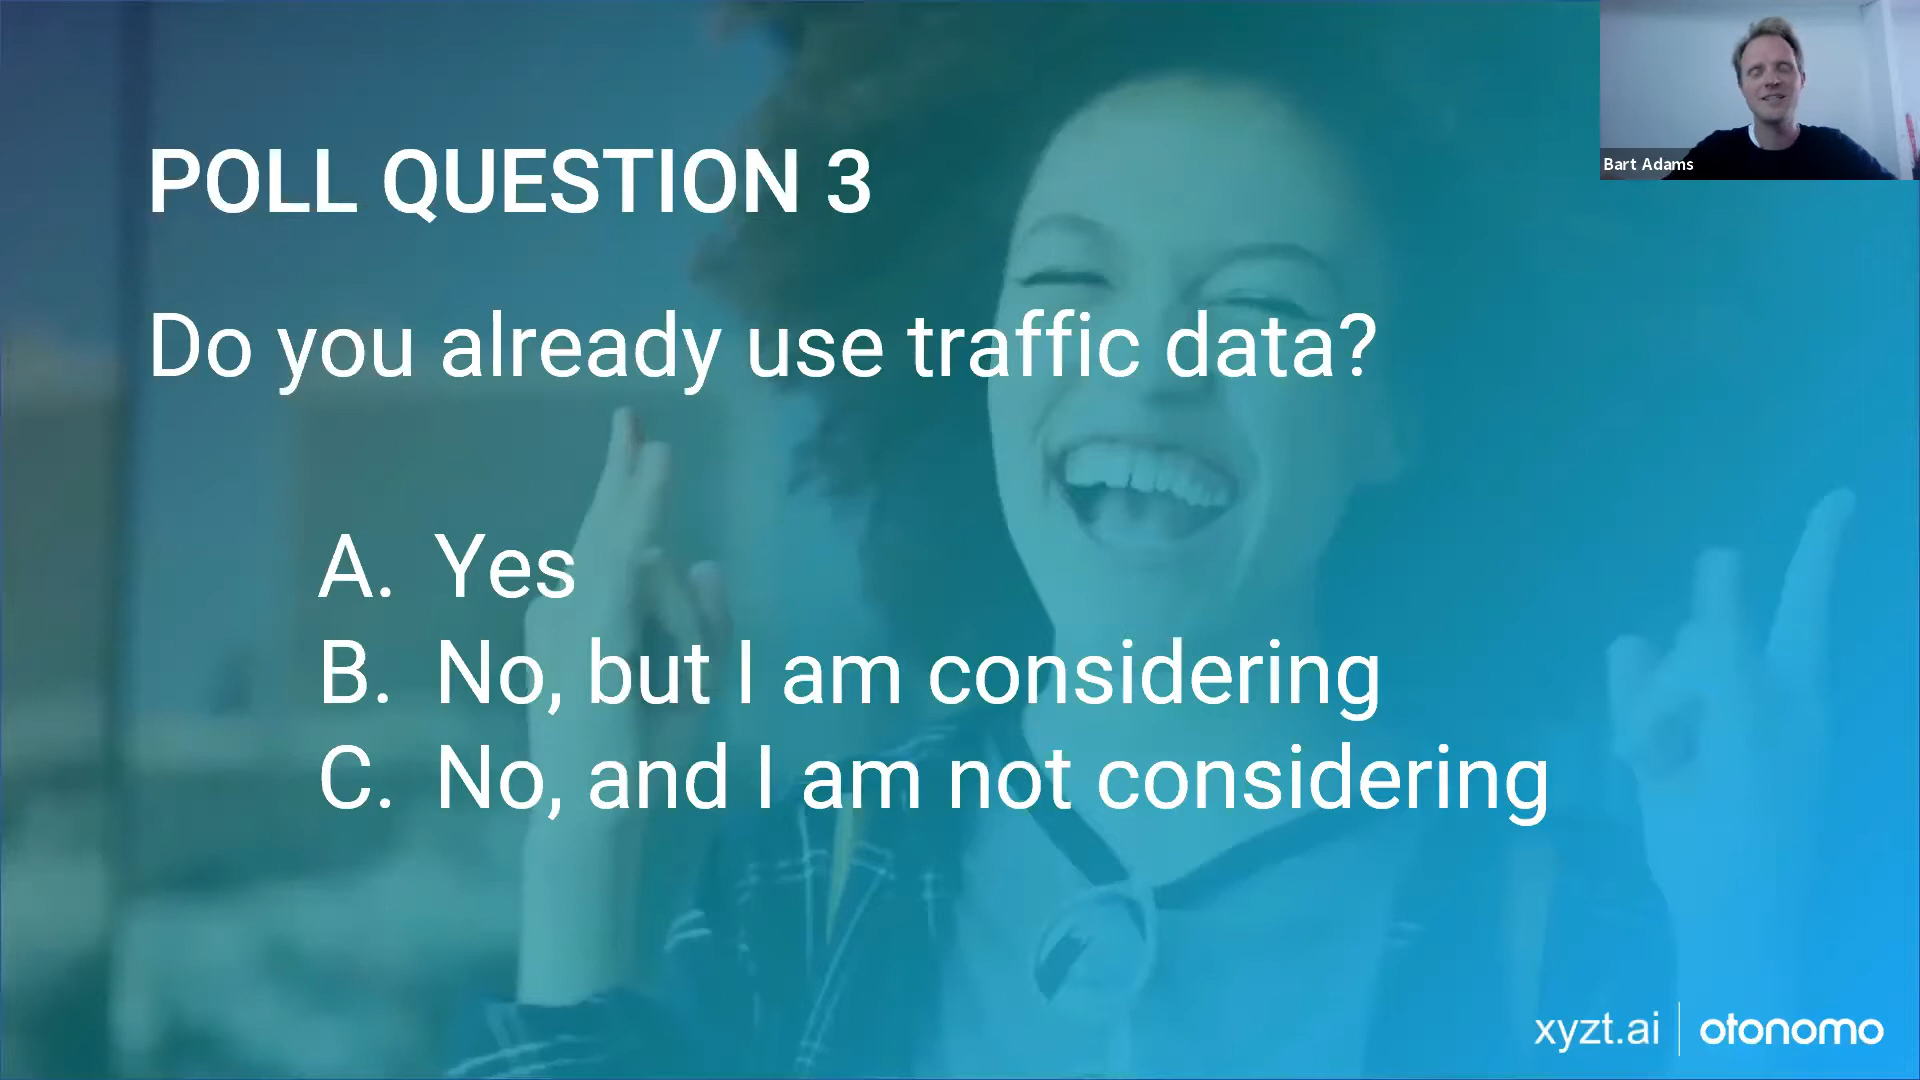 POLL QUESTION 3
Do you already use traffic data?
A. Yes
B. No, but I am considering
C. No, and I am not considering
Bart Adams
xyzt.ai | otonomo